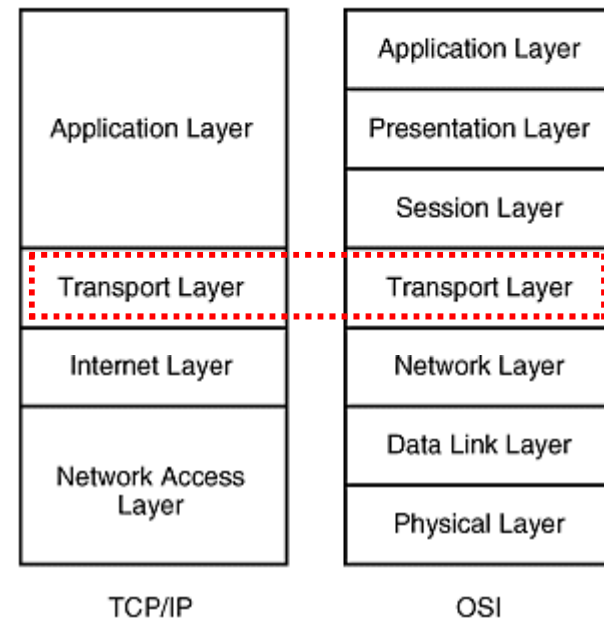 Application Layer
Transport Layer
Internet Layer
Network Access
Layer
TCP/IP
Application Layer
Presentation Layer
Session Layer
Transport Layer
Network Layer
Data Link Layer
Physical Layer
OSI